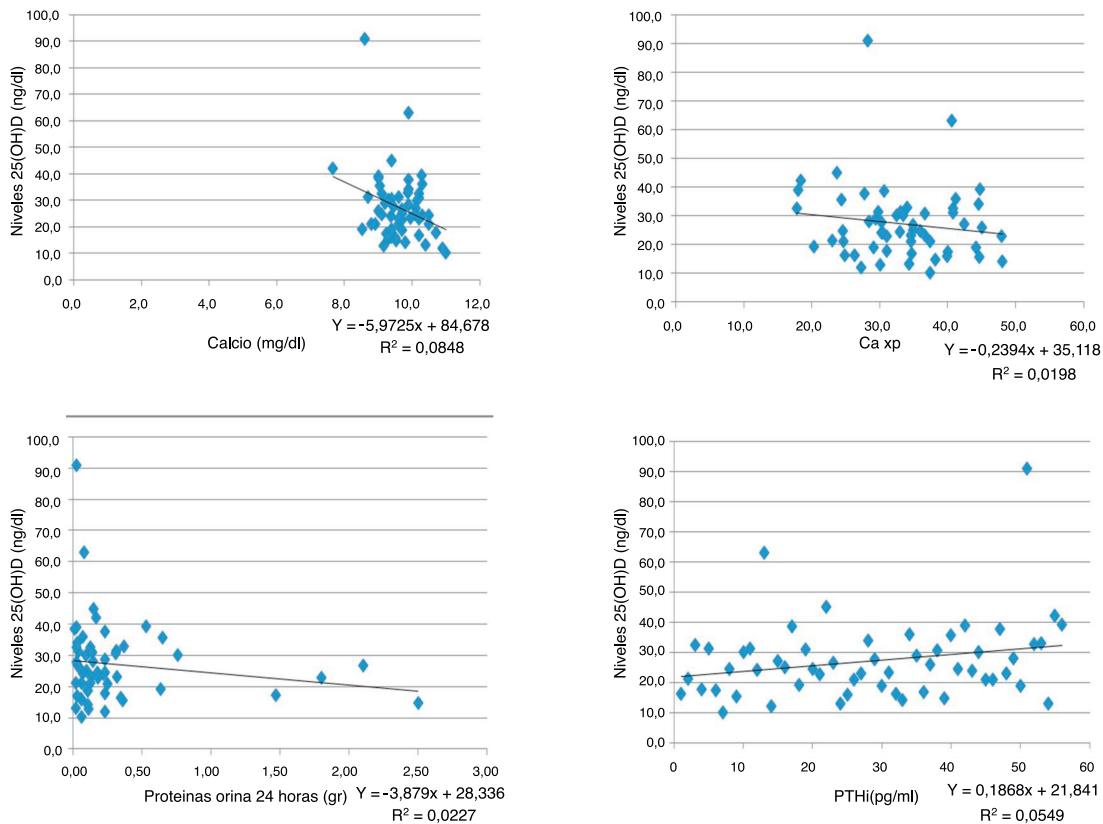 100,0
90,0
80,0
70,0
60,0
50,0
40,0
30,0
20,0
10,0
0,0
Niveles 25(OH)D (ng/dl)
0,0 2,0 4,0 6,0 8,0 10,0 12,0
Calcio (mg/dl)
Y = -5,9725x + 84,678
R² = 0,0848
100,0
90,0
80,0
70,0
60,0
50,0
40,0
30,0
20,0
10,0
0,0
Niveles 25(OH)D (ng/dl)
0,0 10,0 20,0 30,0 40,0 50,0 60,0
Ca xp
Y =-0,2394x + 35,118
R² = 0,0198
100,0
90,0
80,0
70,0
60,0
50,0
40,0
30,0
20,0
10,0
0,0
Niveles 25(OH)D (ng/dl)
0,00 0,50 1,00 1,50 2,00 2,50 3,00
Proteinas orina 24 horas (gr)
Y =-3,879x + 28,336
R² = 0,0227
100,0
90,0
80,0
70,0
60,0
50,0
40,0
30,0
20,0
10,0
0,0
Niveles 25(OH)D (ng/dl)
0 10 20 30 40 50 60
PTHi(pg/ml)
Y = 0,1868x + 21,841
R² = 0,0549